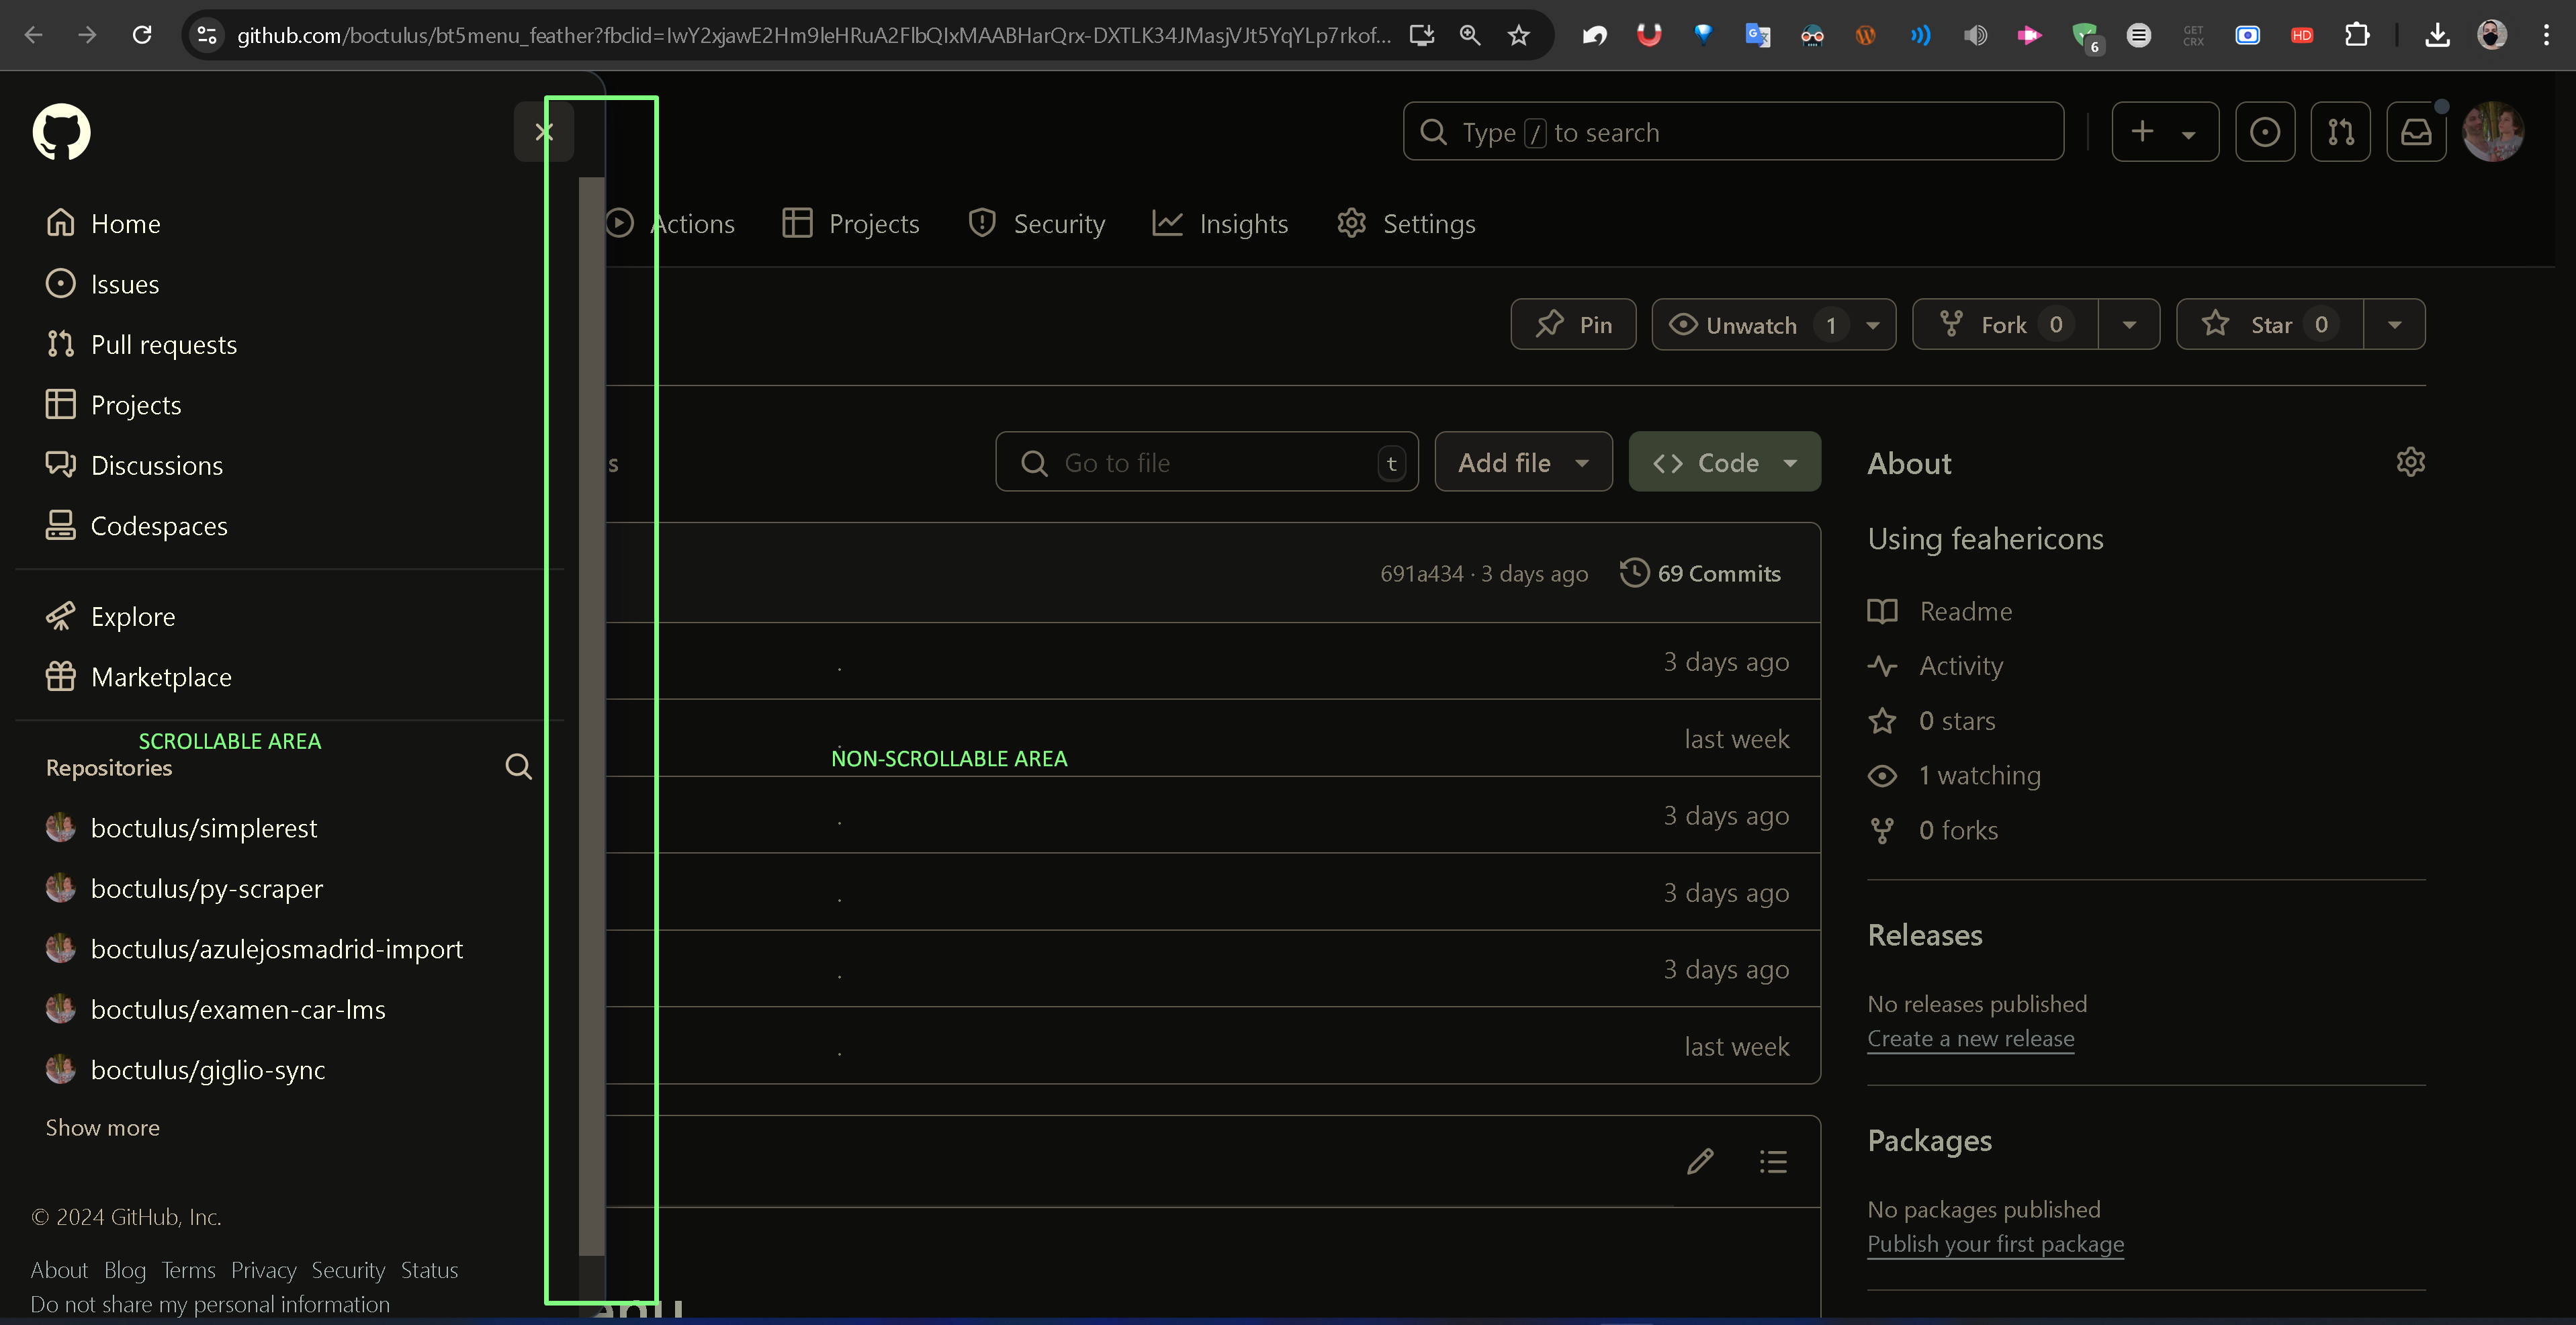 github.com/boctulus/bt5menu_feather?fbclid=IwY2xjawE2Hm9leHRuA2FlbQIxMAABHarQrx-DXTLK34JMasjVJt5YqYLp7rkof...
GET CRX
HD
6
Type / to search
Home
Issues
Pull requests
Projects
Discussions
Codespaces
Explore
Marketplace
SCROLLABLE AREA
Repositories
boctulus/simplerest
boctulus/py-scraper
boctulus/azulejosmadrid-import
boctulus/examen-car-lms
boctulus/giglio-sync
Show more
© 2024 GitHub, Inc.
About Blog Terms Privacy Security Status
Do not share my personal information
Actions Projects Security Insights Settings
Pin Unwatch 1 Fork 0 Star 0
s Go to file t Add file Code
691a434 · 3 days ago 69 Commits
. 3 days ago
. last week
NON-SCROLLABLE AREA
. 3 days ago
. 3 days ago
. 3 days ago
. last week
About
Using feahericons
Readme
Activity
0 stars
1 watching
0 forks
Releases
No releases published
Create a new release
Packages
No packages published
Publish your first package